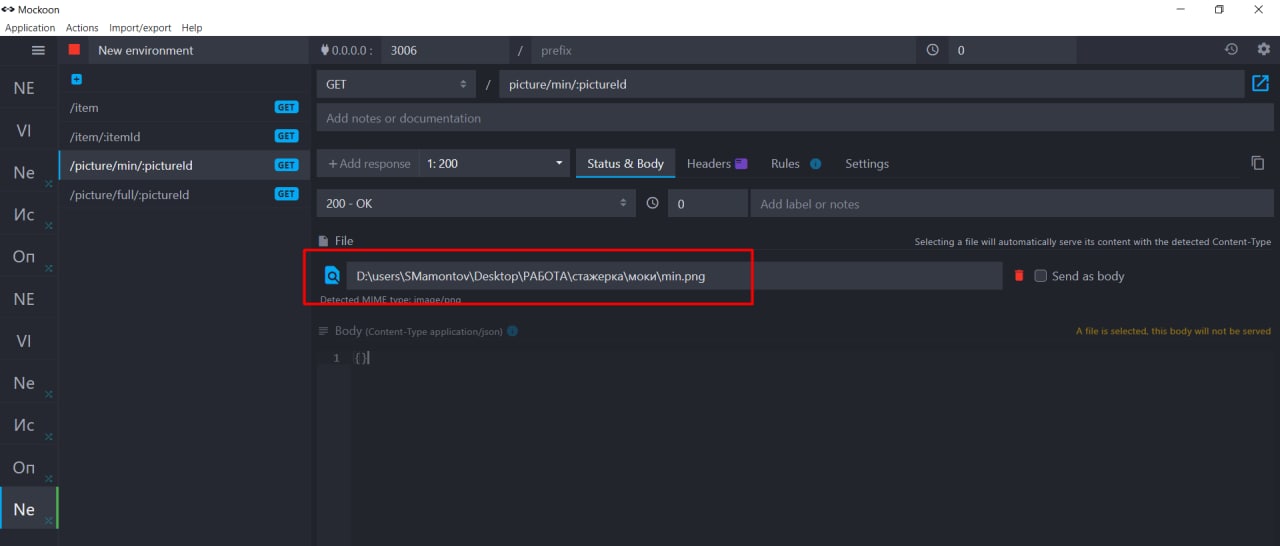 Mockoon
Application Actions Import/export Help
New environment 0.0.0.0 : 3006 / prefix 0
NE
VI
Ne
Ис
Оп
NE
VI
Ne
Ис
Оп
Ne
/item GET
/item/:itemId GET
/picture/min/:pictureId GET
/picture/full/:pictureId GET
GET / picture/min/:pictureId
Add notes or documentation
+ Add response 1: 200 Status & Body Headers Rules Settings
200 - OK 0 Add label or notes
File Selecting a file will automatically serve its content with the detected Content-Type
D:\users\SMamontov\Desktop\РАБОТА\стажерка\моки\min.png Send as body
Detected MIME type: image/png
Body (Content-Type application/json) A file is selected, this body will not be served
1 {}